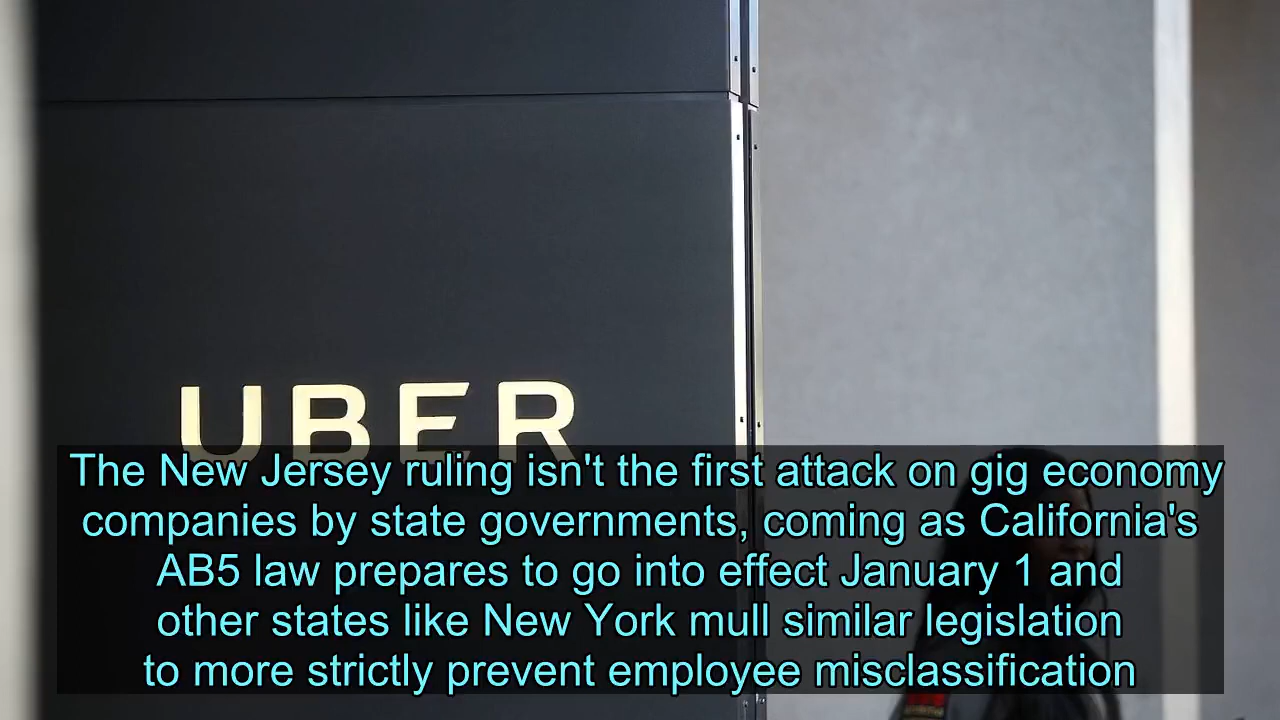 UBER
The New Jersey ruling isn't the first attack on gig economy
companies by state governments, coming as California's
AB5 law prepares to go into effect January 1 and
other states like New York mull similar legislation
to more strictly prevent employee misclassification